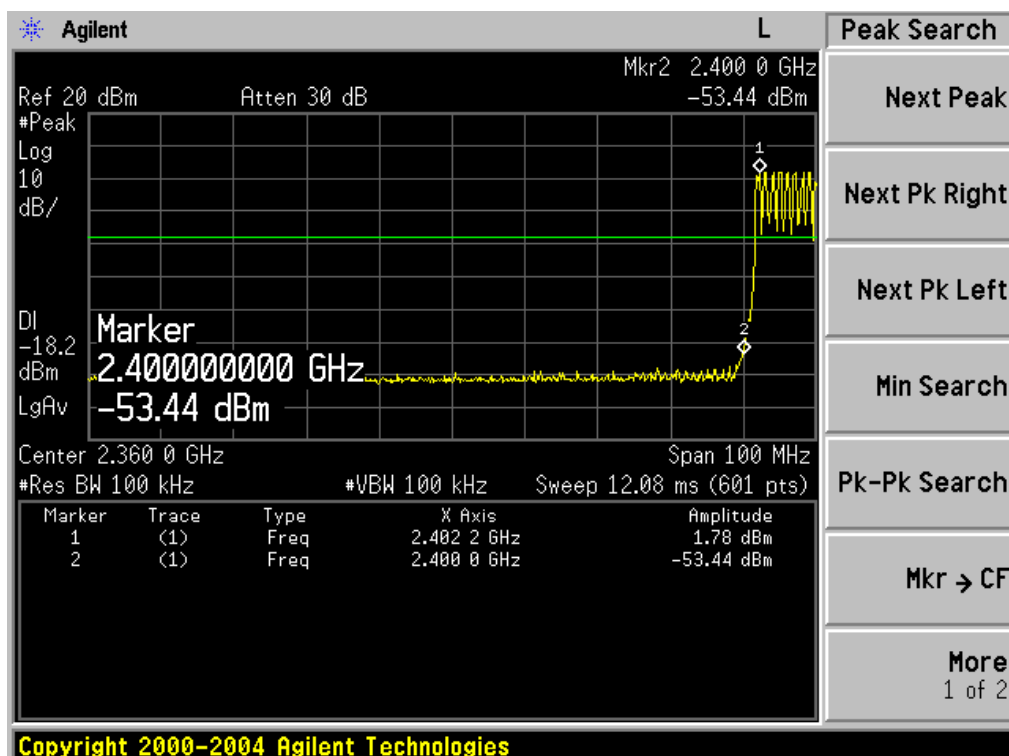 Agilent L Peak Search
Mkr2 2.400 0 GHz
Ref 20 dBm Atten 30 dB -53.44 dBm
#Peak
Log
10
dB/
1
2
DI
-18.2
dBm
LgAv
Marker
2.400000000 GHz
-53.44 dBm
Center 2.360 0 GHz Span 100 MHz
#Res BW 100 kHz #VBW 100 kHz Sweep 12.08 ms (601 pts)
Marker Trace Type X Axis Amplitude
1 (1) Freq 2.402 2 GHz 1.78 dBm
2 (1) Freq 2.400 0 GHz -53.44 dBm
Next Peak
Next Pk Right
Next Pk Left
Min Search
Pk-Pk Search
Mkr → CF
More
1 of 2
Copyright 2000-2004 Agilent Technologies